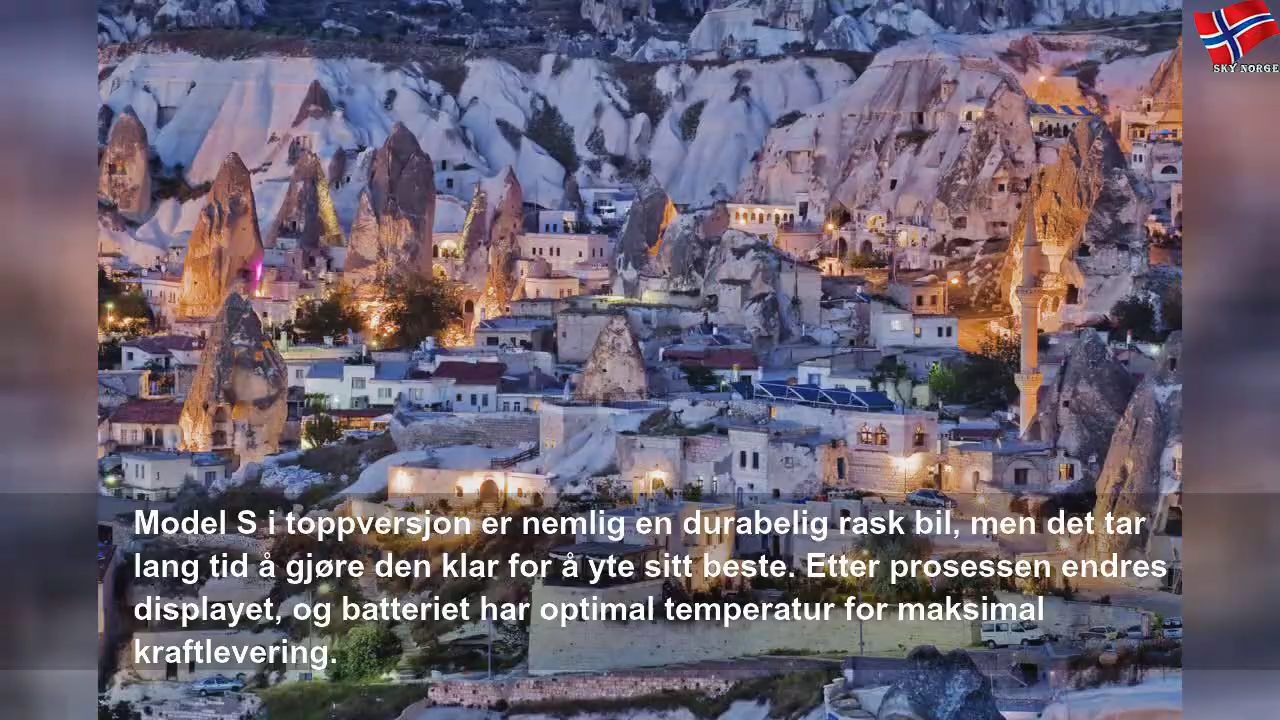 SKY NORGE
Model S i toppversjon er nemlig en durabelig rask bil, men det tar
lang tid å gjøre den klar for å yte sitt beste. Etter prosessen endres
displayet, og batteriet har optimal temperatur for maksimal
kraftlevering.